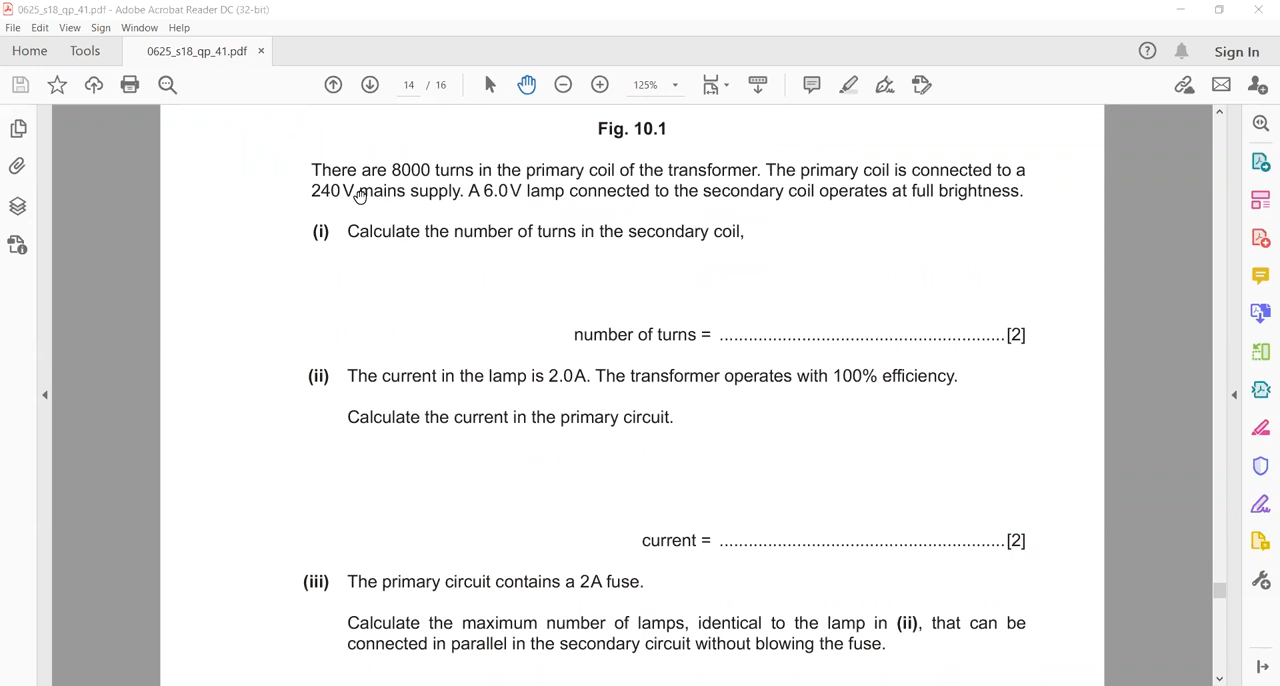 0625_s18_qp_41.pdf - Adobe Acrobat Reader DC (32-bit)
File Edit View Sign Window Help
Home Tools 0625_s18_qp_41.pdf × Sign In
14 / 16 125%
Fig. 10.1
There are 8000 turns in the primary coil of the transformer. The primary coil is connected to a
240 V mains supply. A 6.0 V lamp connected to the secondary coil operates at full brightness.
(i) Calculate the number of turns in the secondary coil,
number of turns = ..........................................................[2]
(ii) The current in the lamp is 2.0A. The transformer operates with 100% efficiency.
Calculate the current in the primary circuit.
current = ..........................................................[2]
(iii) The primary circuit contains a 2A fuse.
Calculate the maximum number of lamps, identical to the lamp in (ii), that can be
connected in parallel in the secondary circuit without blowing the fuse.